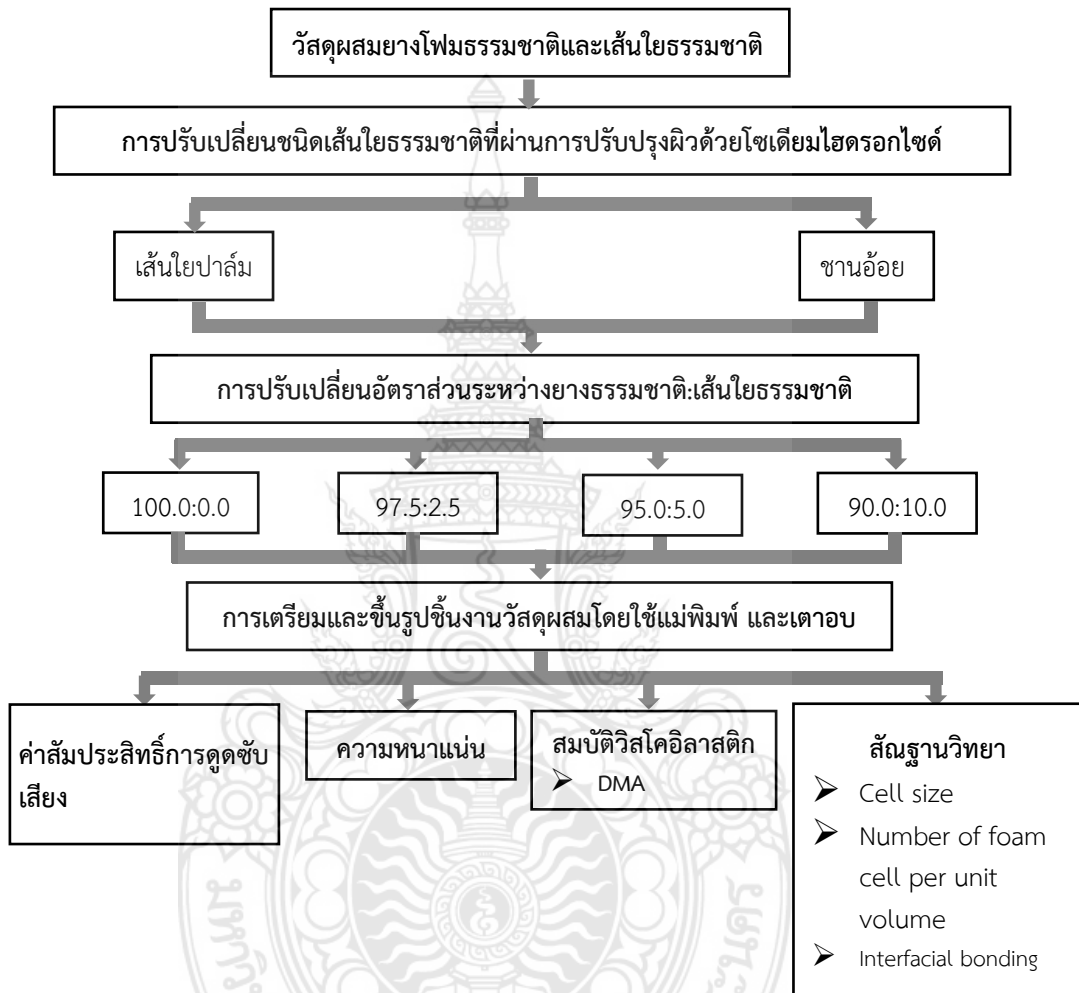 วัสดุผสมยางโฟมธรรมชาติและเส้นใยธรรมชาติ
การปรับเปลี่ยนชนิดเส้นใยธรรมชาติที่ผ่านการปรับปรุงผิวด้วยโซเดียมไฮดรอกไซด์
เส้นใยปาล์ม
ชานอ้อย
การปรับเปลี่ยนอัตราส่วนระหว่างยางธรรมชาติ:เส้นใยธรรมชาติ
100.0:0.0
97.5:2.5
95.0:5.0
90.0:10.0
การเตรียมและขึ้นรูปชิ้นงานวัสดุผสมโดยใช้แม่พิมพ์ และเตาอบ
ค่าสัมประสิทธิ์การดูดซับ
เสียง
ความหนาแน่น
สมบัติวิสโคอิลาสติก
➢ DMA
สัณฐานวิทยา
➢ Cell size
➢ Number of foam
cell per unit
volume
➢ Interfacial bonding